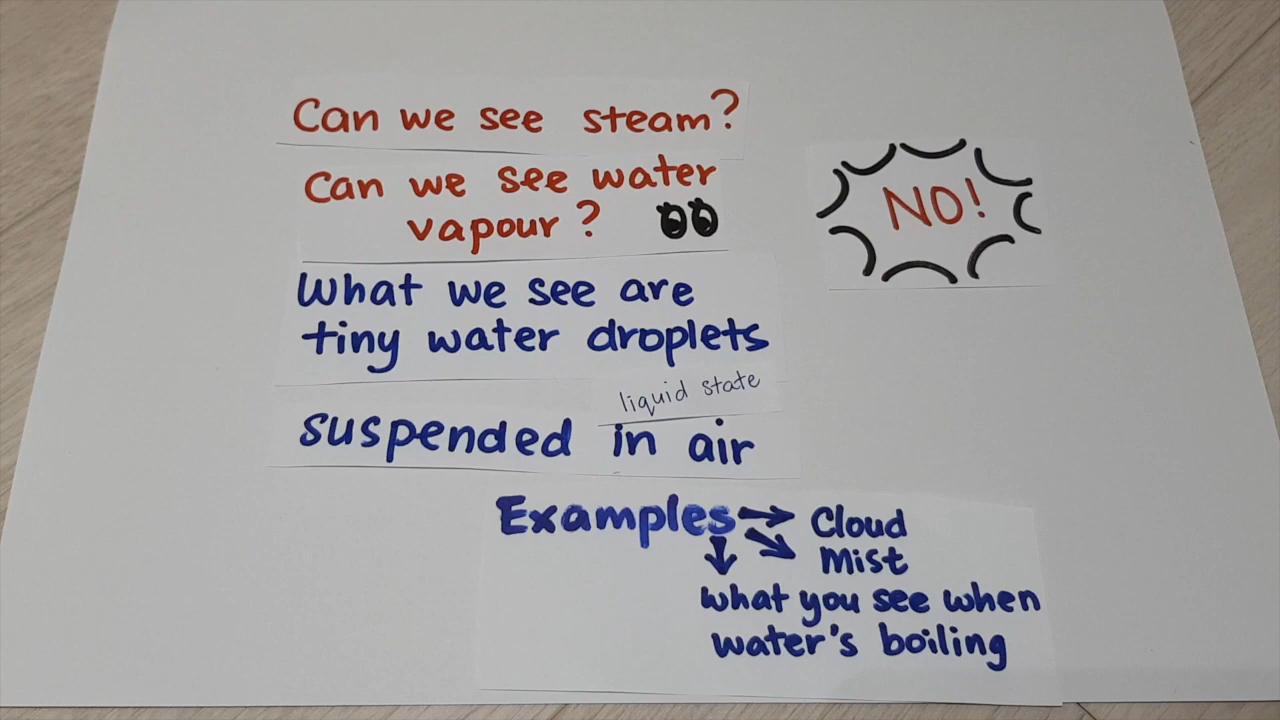 Can we see steam?
Can we see water
vapour?
NO!
What we see are
tiny water droplets
liquid state
suspended in air
Examples → Cloud
Mist
what you see when
water's boiling